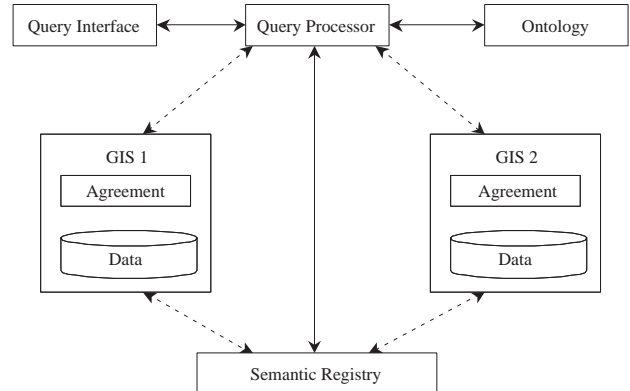 Query Interface
Query Processor
Ontology
GIS 1
Agreement
Data
GIS 2
Agreement
Data
Semantic Registry